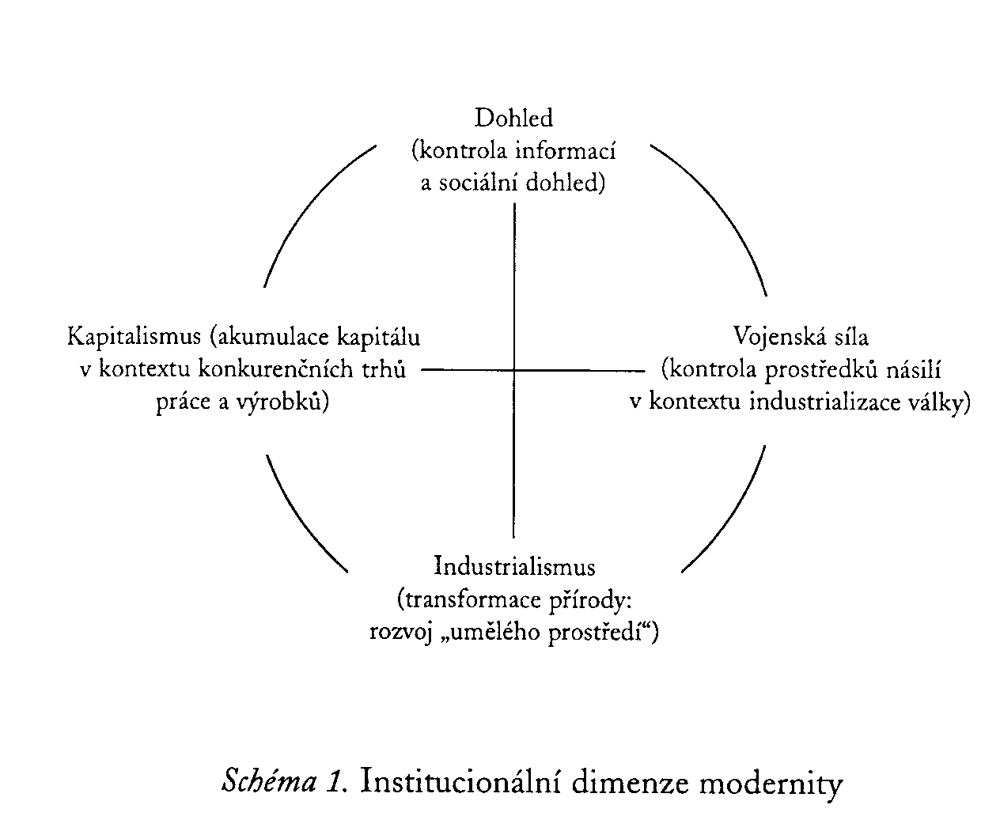 Dohled
(kontrola informací
a sociální dohled)
Kapitalismus (akumulace kapitálu
v kontextu konkurenčních trhů
práce a výrobků)
Vojenská síla
(kontrola prostředků násilí
v kontextu industrializace války)
Industrialismus
(transformace přírody:
rozvoj „umělého prostředí“)
Schéma 1. Institucionální dimenze modernity